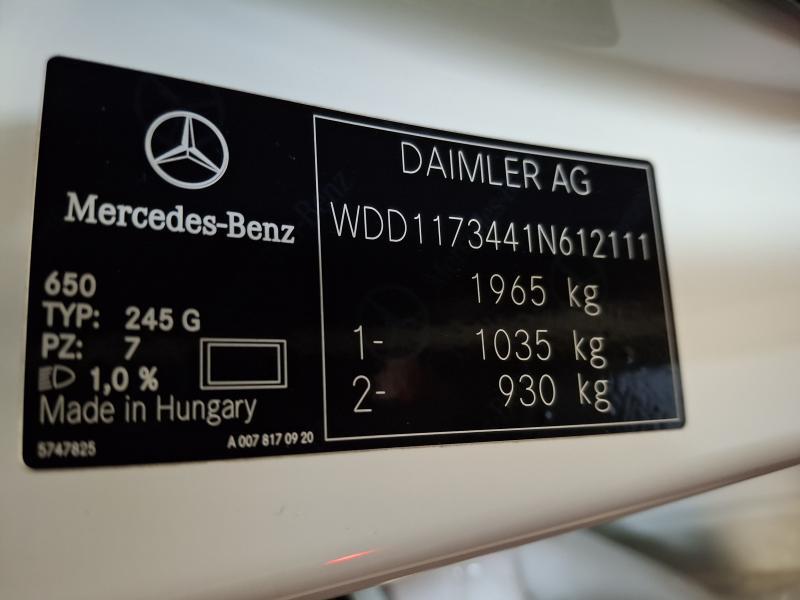 Mercedes-Benz
650
TYP: 245 G
PZ: 7
1,0 %
Made in Hungary
5747825
A 007 817 09 20
DAIMLER AG
WDD1173441N612111
1965 kg
1- 1035 kg
2- 930 kg